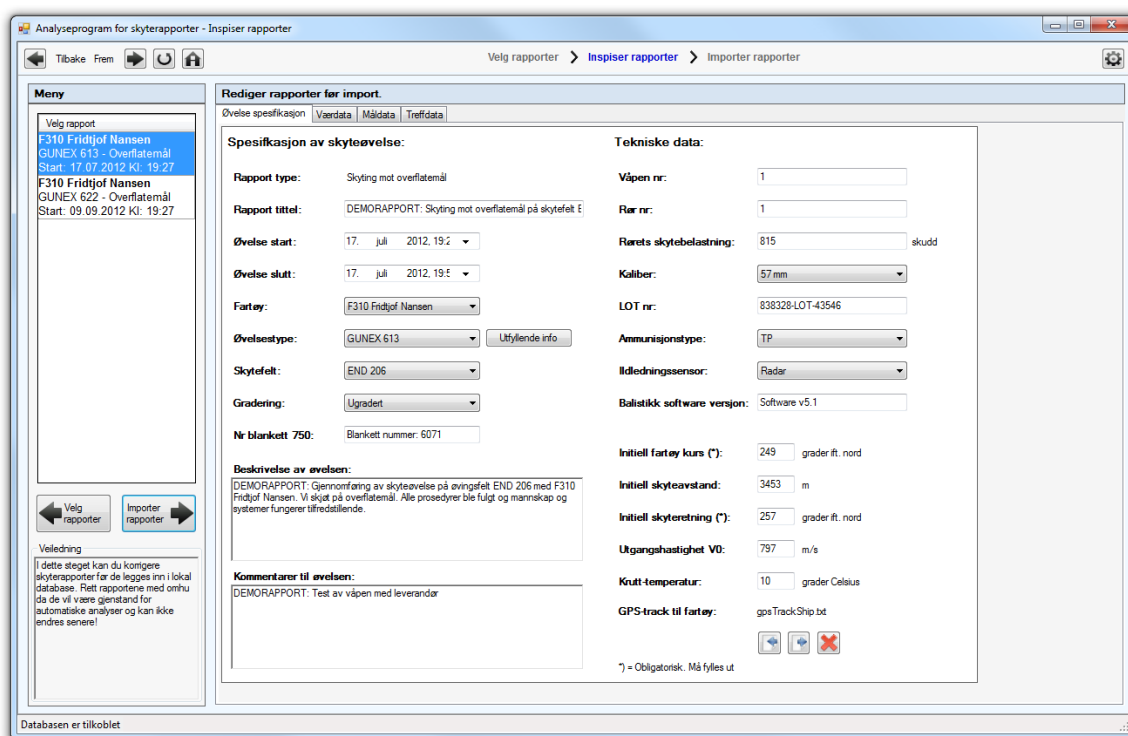 Analyseprogram for skyterapporter - Inspiser rapporter
Tilbake Frem
Velg rapporter Inspiser rapporter Importer rapporter
Meny
Velg rapport
F310 Fridtjof Nansen
GUNEX 613 - Overflatemål
Start: 17.07.2012 Kl: 19:27
F310 Fridtjof Nansen
GUNEX 622 - Overflatemål
Start: 09.09.2012 Kl: 19:27
Velg rapporter
Importer rapporter
Veiledning
I dette steget kan du korrigere
skyterapporter før de legges inn i lokal
database. Rett rapportene med omhu
da de vil være gjenstand for
automatiske analyser og kan ikke
endres senere!
Rediger rapporter før import.
Øvelse spesifikasjon Værdata Måldata Treffdata
Spesifikasjon av skyteøvelse:
Rapport type: Skyting mot overflatemål
Rapport tittel: DEMORAPPORT: Skyting mot overflatemål på skytefelt E
Øvelse start: 17. juli 2012, 19:2
Øvelse slutt: 17. juli 2012, 19:5
Fartøy: F310 Fridtjof Nansen
Øvelsestype: GUNEX 613 Utfyllende info
Skytefelt: END 206
Gradering: Ugradert
Nr blankett 750: Blankett nummer: 6071
Beskrivelse av øvelsen:
DEMORAPPORT: Gjennomføring av skyteøvelse på øvingsfelt END 206 med F310
Fridtjof Nansen. Vi skjøt på overflatemål. Alle prosedyrer ble fulgt og mannskap og
systemer fungerer tilfredstillende.
Kommentarer til øvelsen:
DEMORAPPORT: Test av våpen med leverandør
Tekniske data:
Våpen nr: 1
Rør nr: 1
Rørets skytebelastning: 815 skudd
Kaliber: 57 mm
LOT nr: 838328-LOT-43546
Ammunisjonstype: TP
Ildledningssensor: Radar
Balistikk software versjon: Software v5.1
Initiell fartøy kurs (*): 249 grader ift. nord
Initiell skyteavstand: 3453 m
Initiell skyteretning (*): 257 grader ift. nord
Utgangshastighet V0: 797 m/s
Krutt-temperatur: 10 grader Celsius
GPS-track til fartøy: gpsTrackShip.txt
*) = Obligatorisk. Må fylles ut
Databasen er tilkoblet